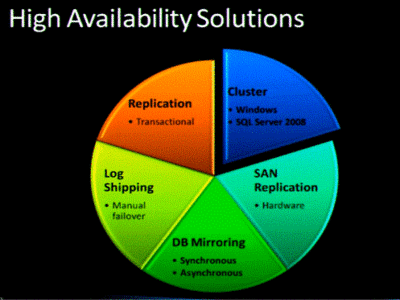 High Availability Solutions
Cluster
• Windows
• SQL Server 2008
SAN
Replication
• Hardware
DB Mirroring
• Synchronous
• Asynchronous
Log
Shipping
• Manual
failover
Replication
• Transactional